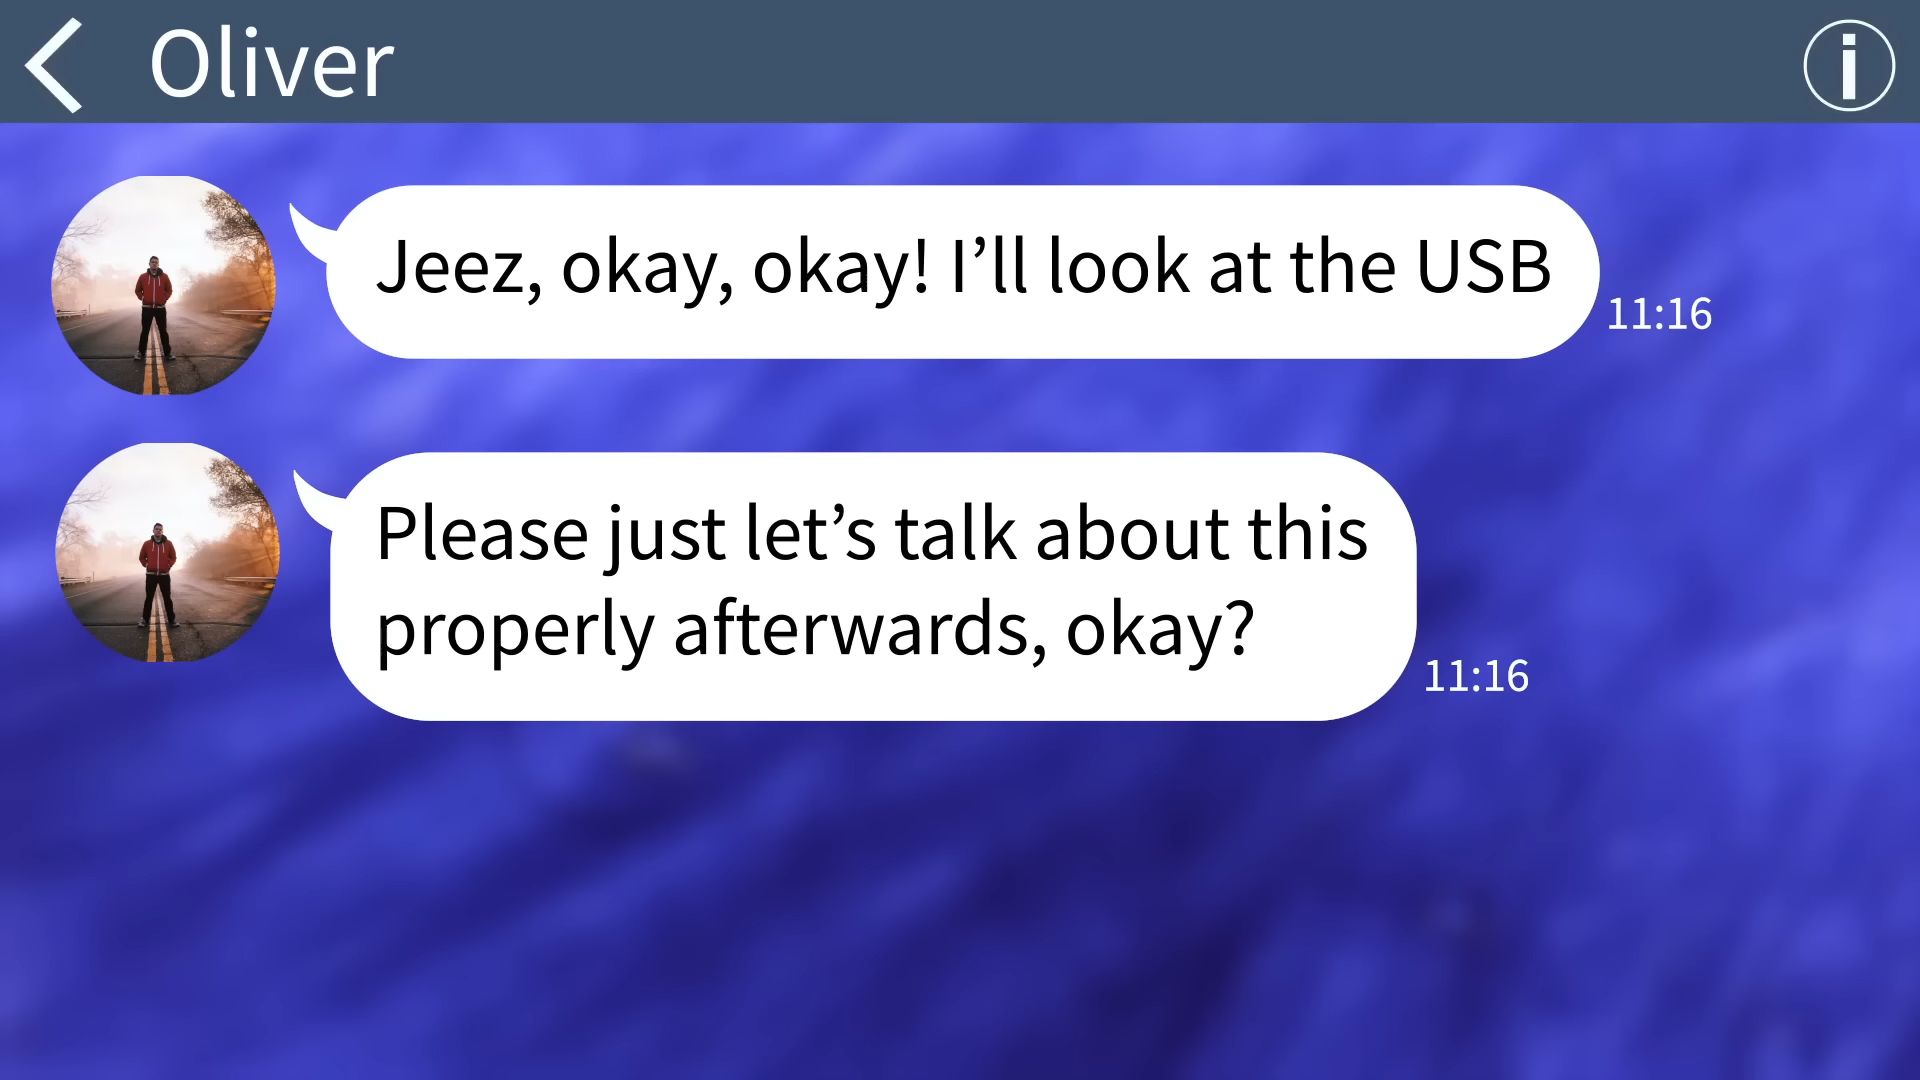 Oliver
Jeez, okay, okay! I’ll look at the USB
11:16
Please just let’s talk about this
properly afterwards, okay?
11:16